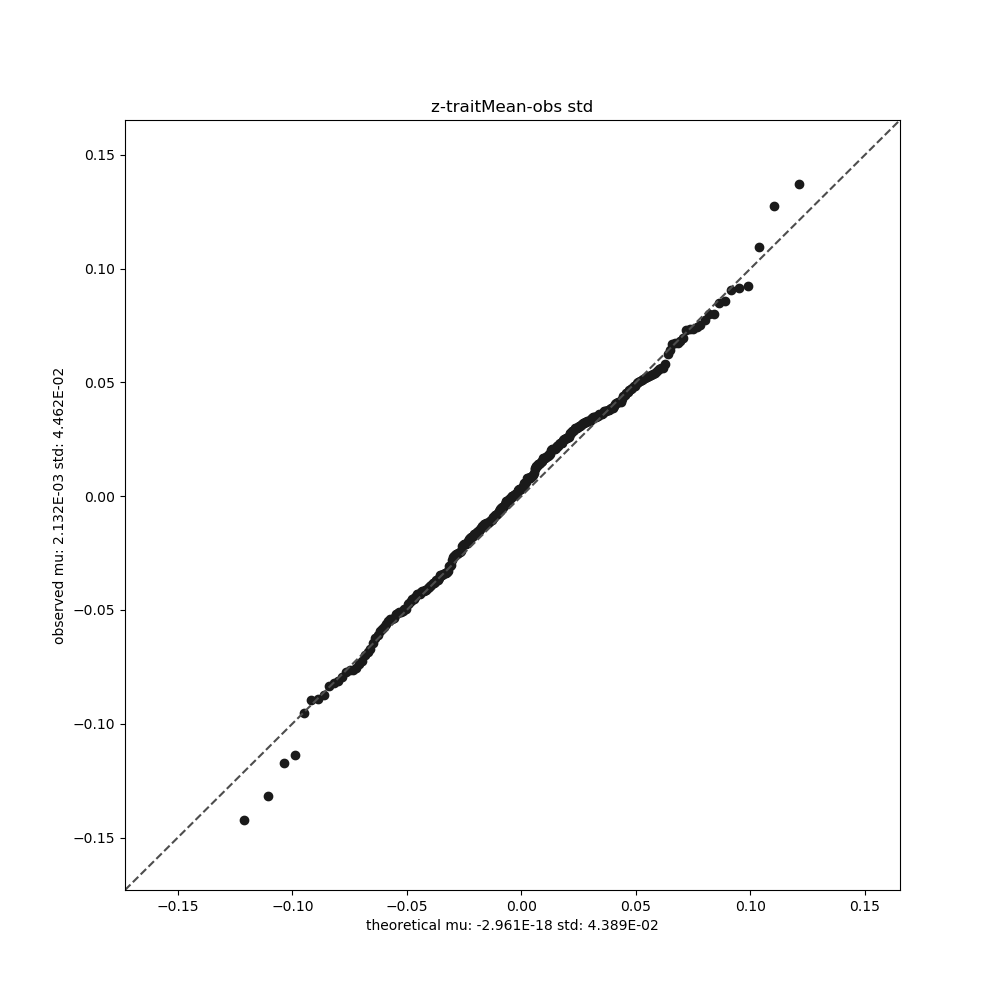 z-traitMean-obs std
0.15
0.10
0.05
0.00
−0.05
−0.10
−0.15
observed mu: 2.132E-03 std: 4.462E-02
−0.15 −0.10 −0.05 0.00 0.05 0.10 0.15
theoretical mu: -2.961E-18 std: 4.389E-02